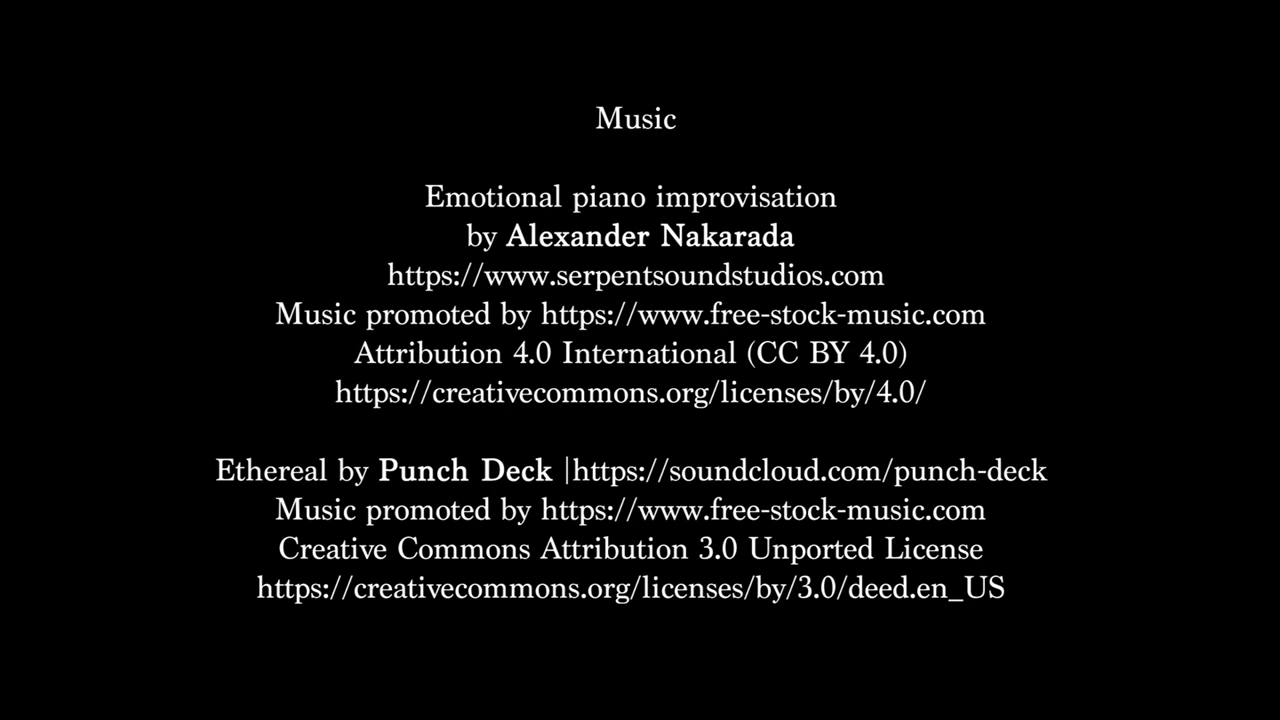 Music
Emotional piano improvisation
by Alexander Nakarada
https://www.serpentsoundstudios.com
Music promoted by https://www.free-stock-music.com
Attribution 4.0 International (CC BY 4.0)
https://creativecommons.org/licenses/by/4.0/
Ethereal by Punch Deck |https://soundcloud.com/punch-deck
Music promoted by https://www.free-stock-music.com
Creative Commons Attribution 3.0 Unported License
https://creativecommons.org/licenses/by/3.0/deed.en_US